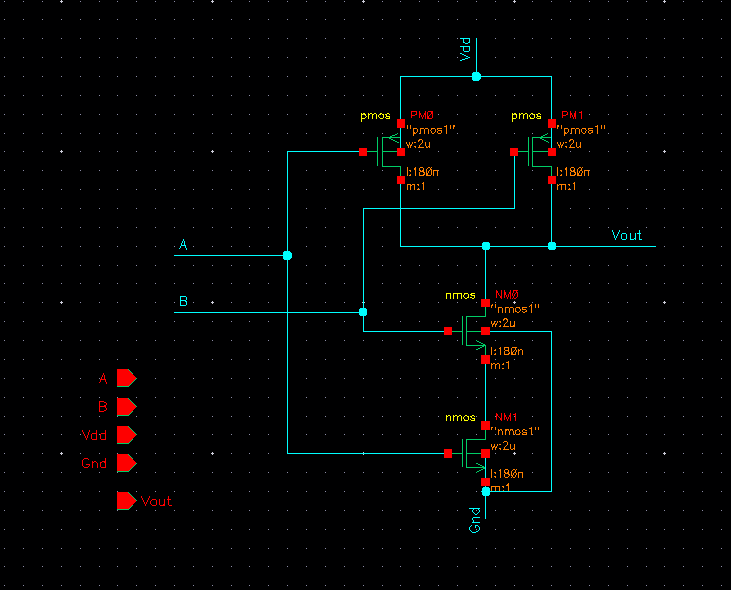 Vdd
pmos PM0
"pmos1"
w:2u
l:180n
m:1
pmos PM1
"pmos1"
w:2u
l:180n
m:1
Vout
A
B
nmos NM0
"nmos1"
w:2u
l:180n
m:1
nmos NM1
"nmos1"
w:2u
l:180n
m:1
Gnd
A
B
Vdd
Gnd
Vout